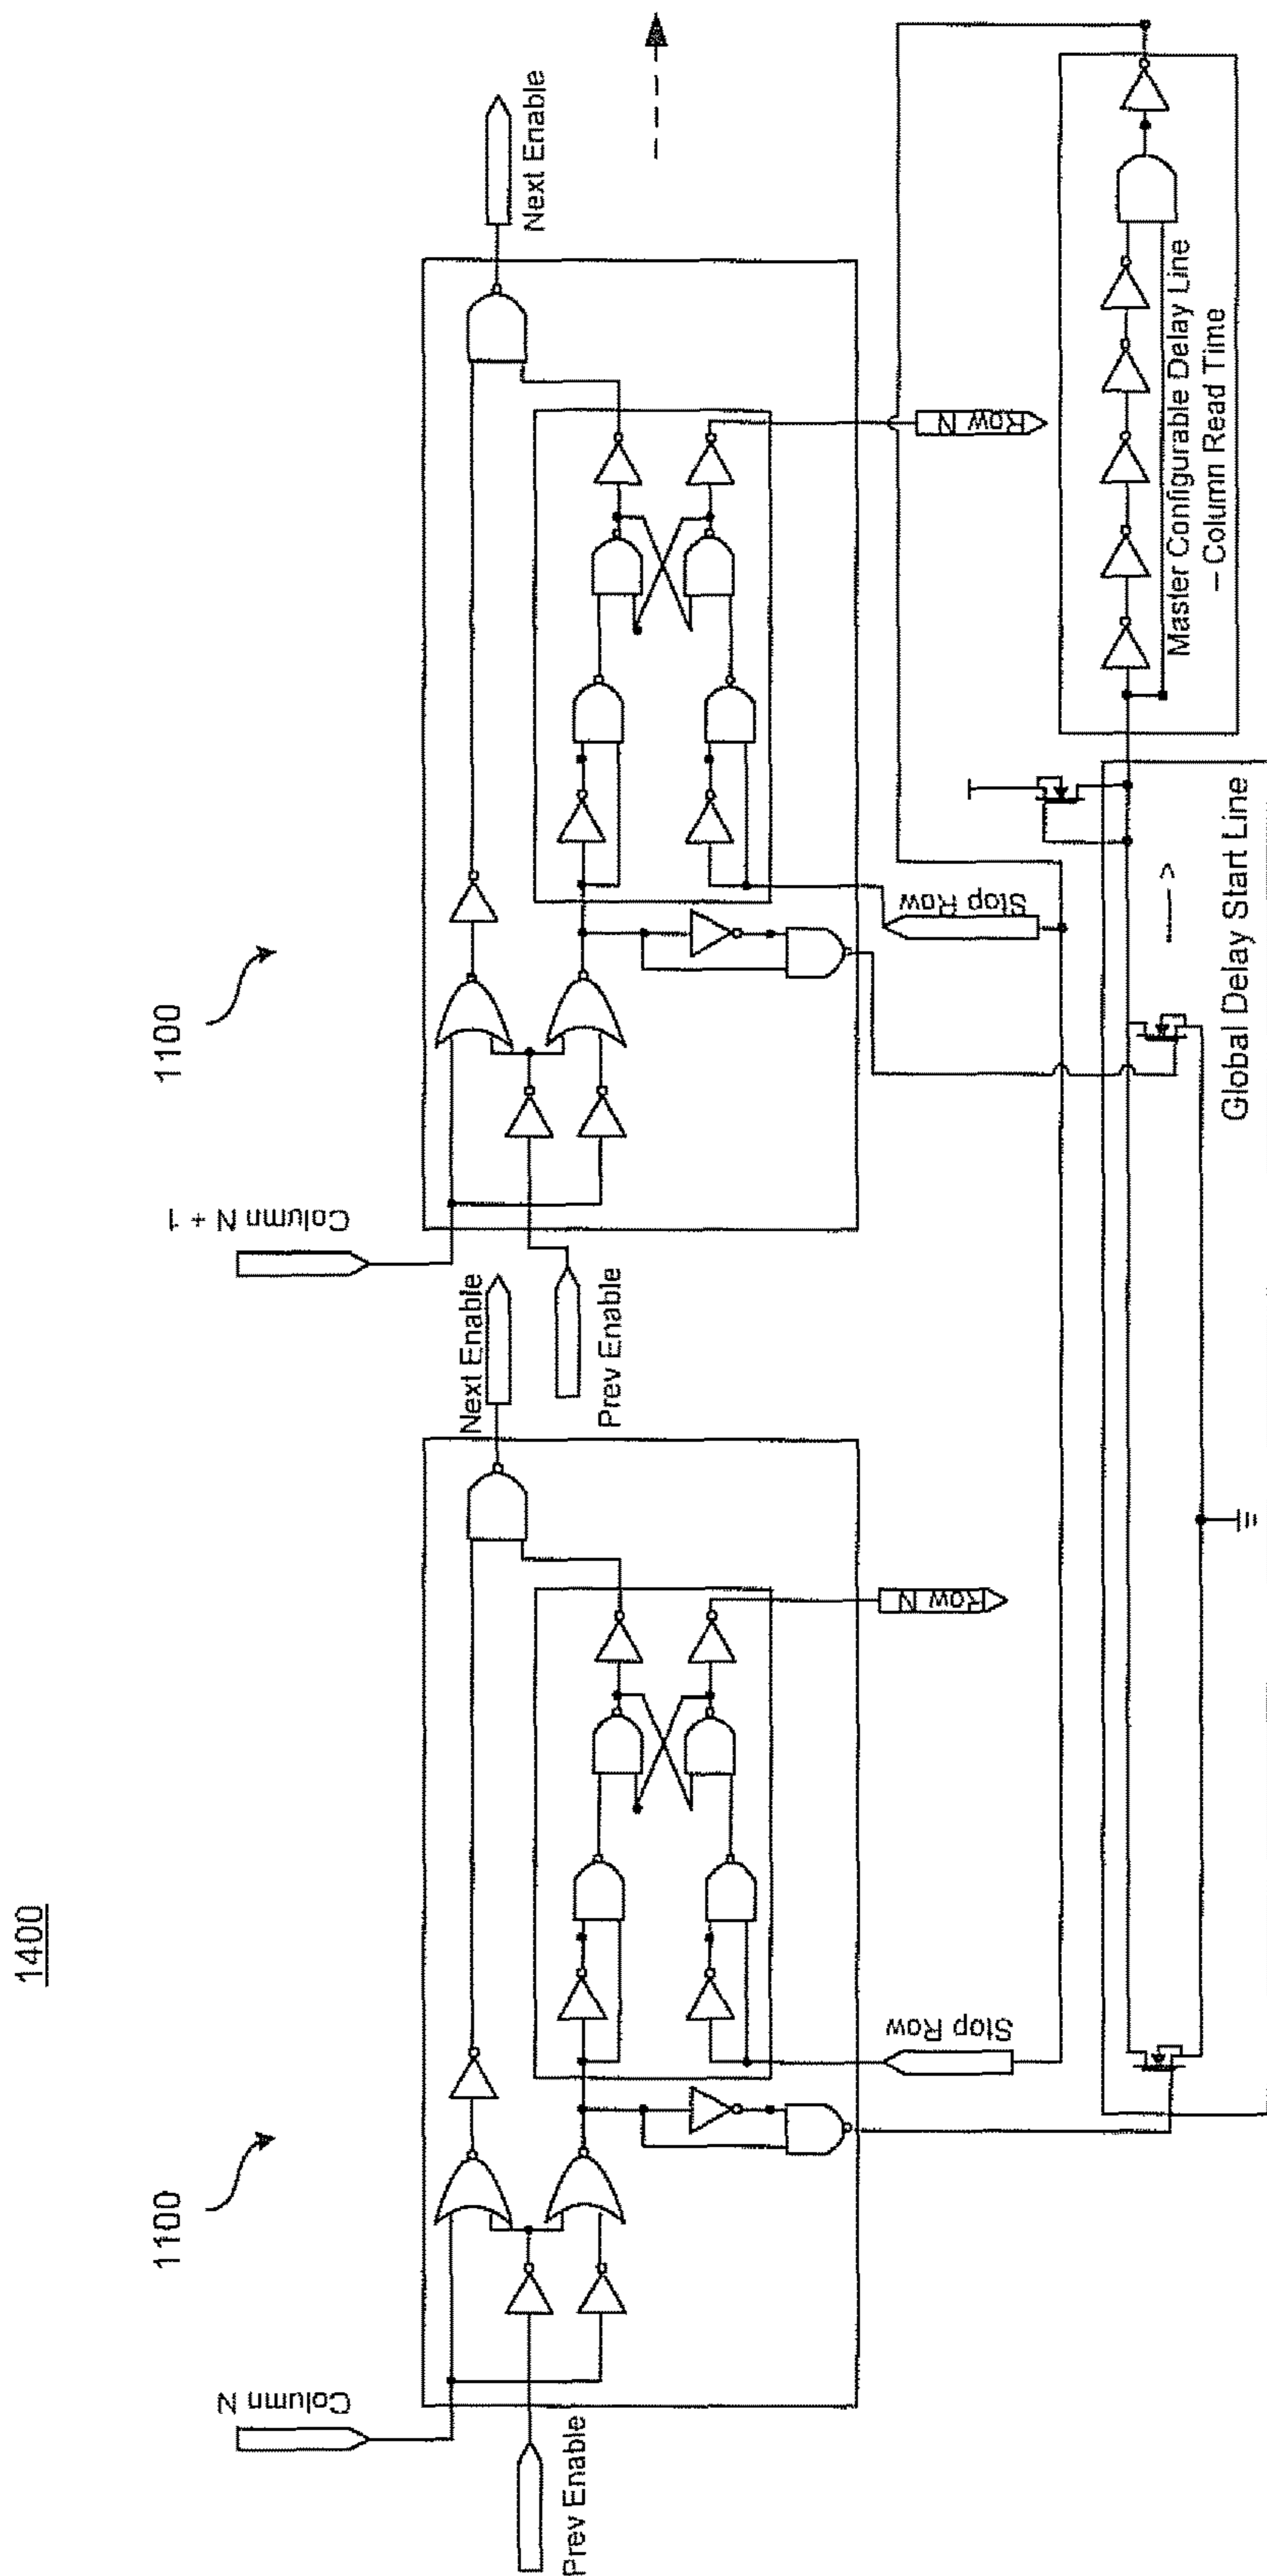 1400
1100
1100
Column N
Prev Enable
Next Enable
Stop Row
Row N
Column N + 1
Prev Enable
Next Enable
Stop Row
Row N
Global Delay Start Line
Master Configurable Delay Line
– Column Read Time